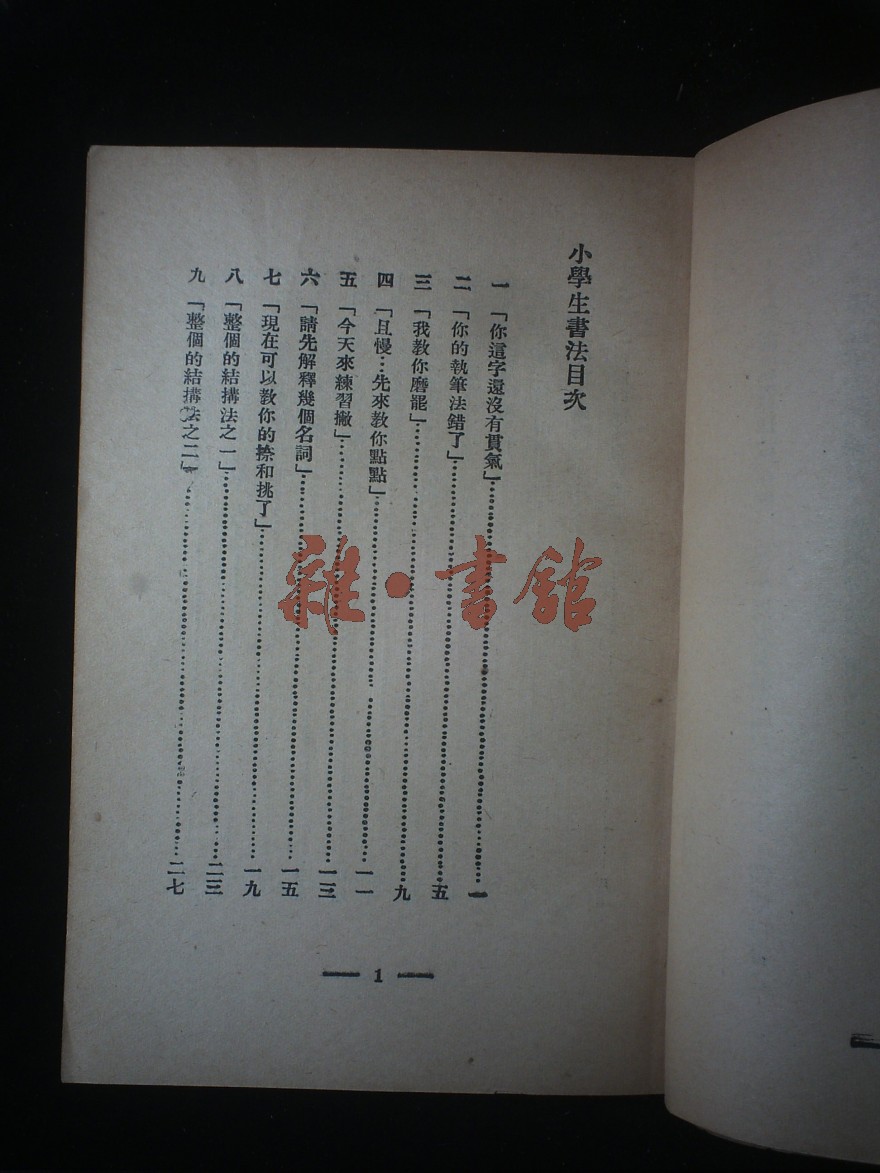 小學生書法目次
一 「你這字還沒有貫氣」 一
二 「你的執筆法錯了」 五
三 「我教你磨罷」 九
四 「且慢…先來教你點點」 一一
五 「今天來練習撇」 一三
六 「請先解釋幾個名詞」 一五
七 「現在可以教你的捺和挑了」 一九
八 「整個的結搆法之一」 二三
九 「整個的結搆法之二」 二七
1
雜·書館